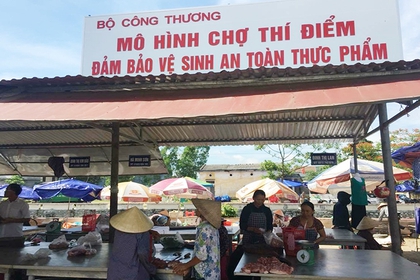 BỘ CÔNG THƯƠNG
MÔ HÌNH CHỢ THÍ ĐIỂM
ĐẢM BẢO VỆ SINH AN TOÀN THỰC PHẨM